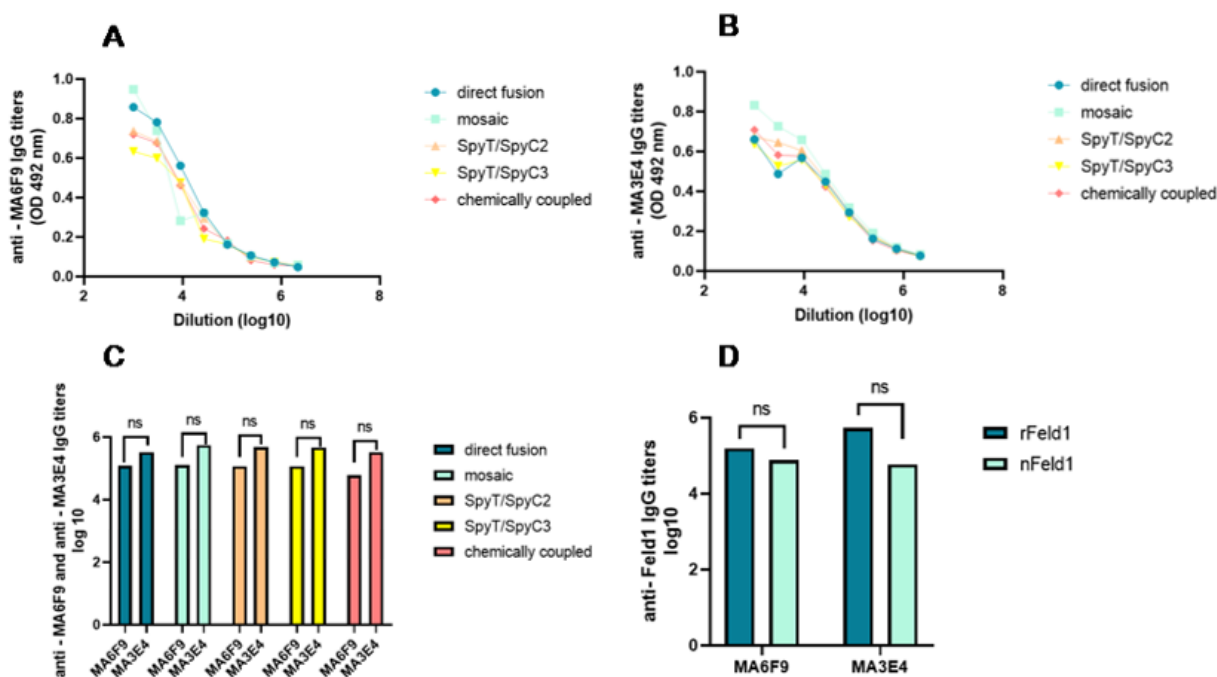 A
anti - MA6F9 IgG titers
(OD 492 nm)
1.0
0.8
0.6
0.4
0.2
0.0
2
4
6
8
Dilution (log10)
direct fusion
mosaic
SpyT/SpyC2
SpyT/SpyC3
chemically coupled
B
anti - MA3E4 IgG titers
(OD 492 nm)
1.0
0.8
0.6
0.4
0.2
0.0
2
4
6
8
Dilution (log10)
direct fusion
mosaic
SpyT/SpyC2
SpyT/SpyC3
chemically coupled
C
anti - MA6F9 and anti - MA3E4 IgG titers
log 10
6
4
2
0
ns
ns
ns
ns
ns
MA6F9
MA3E4
MA6F9
MA3E4
MA6F9
MA3E4
MA6F9
MA3E4
MA6F9
MA3E4
direct fusion
mosaic
SpyT/SpyC2
SpyT/SpyC3
chemically coupled
D
anti- Feld1 IgG titers
log10
6
4
2
0
ns
ns
MA6F9
MA3E4
rFeld1
nFeld1